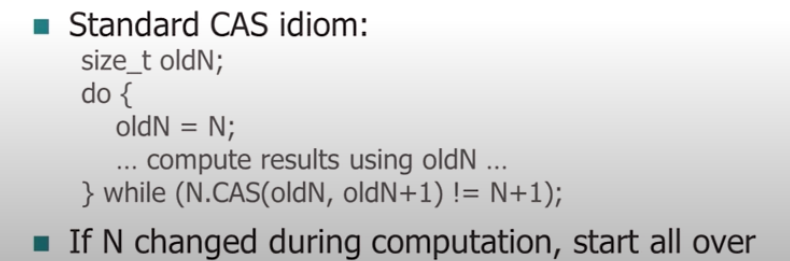 Standard CAS idiom:
size_t oldN;
do {
oldN = N;
... compute results using oldN ...
} while (N.CAS(oldN, oldN+1) != N+1);
If N changed during computation, start all over